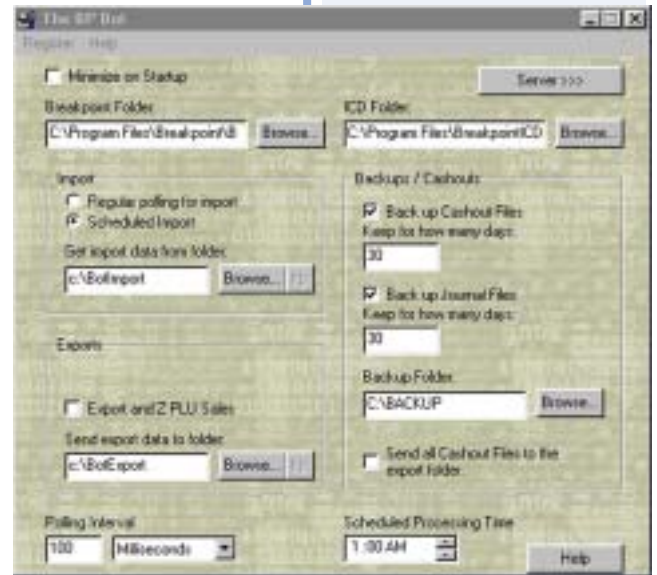 The BP Bot
Register Help
Minimize on Startup
Server >>>
Breakpoint Folder
ICD Folder:
C:\Program Files\Breakpoint\B
Browse...
C:\Program Files\Breakpoint\ICD
Browse...
Import
Regular polling for import
Scheduled Import
Get import data from folder:
c:\BotImport
Browse...
Backups / Cashouts
Back up Cashout Files
Keep for how many days:
30
Back up Journal Files
Keep for how many days:
30
Backup Folder
C:\BACKUP
Browse...
Send all Cashout Files to the
export folder.
Exports
Export and Z PLU Sales
Send export data to folder:
c:\BotExport
Browse...
Polling Interval
100
Milliseconds
Scheduled Processing Time
1:00 AM
Help